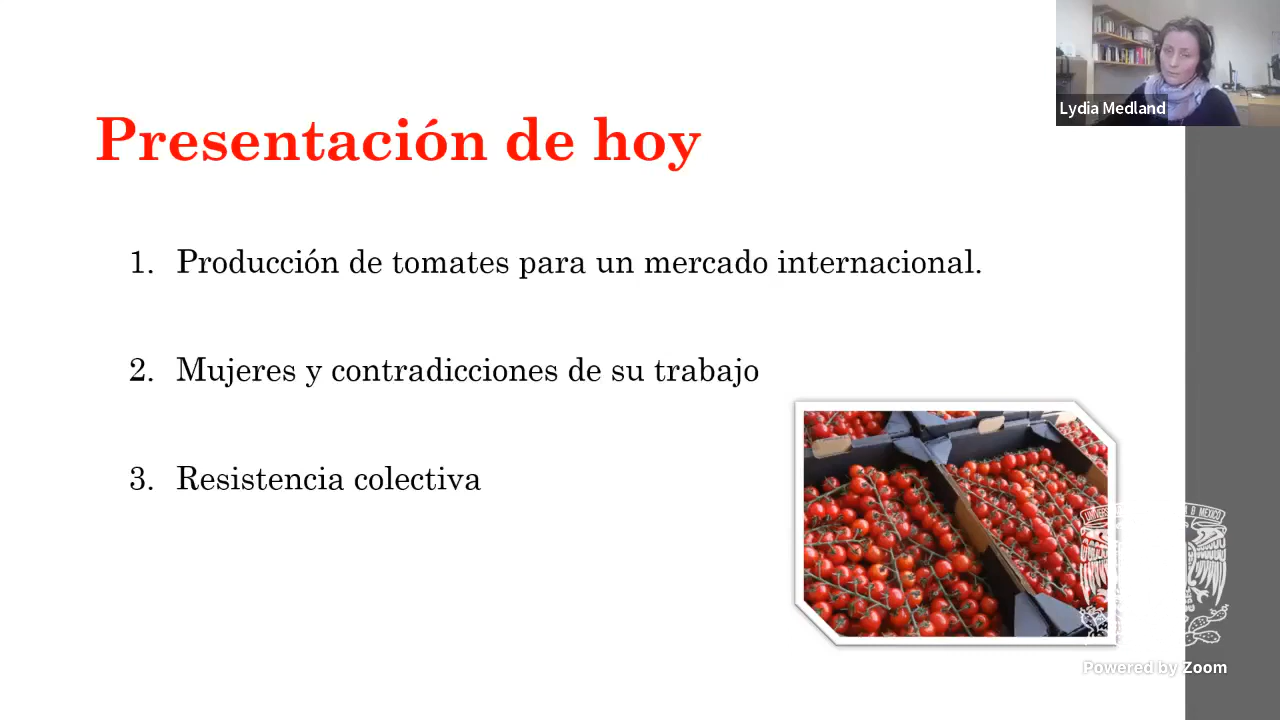 Lydia Medland
Presentación de hoy
1. Producción de tomates para un mercado internacional.
2. Mujeres y contradicciones de su trabajo
3. Resistencia colectiva
Powered by Zoom